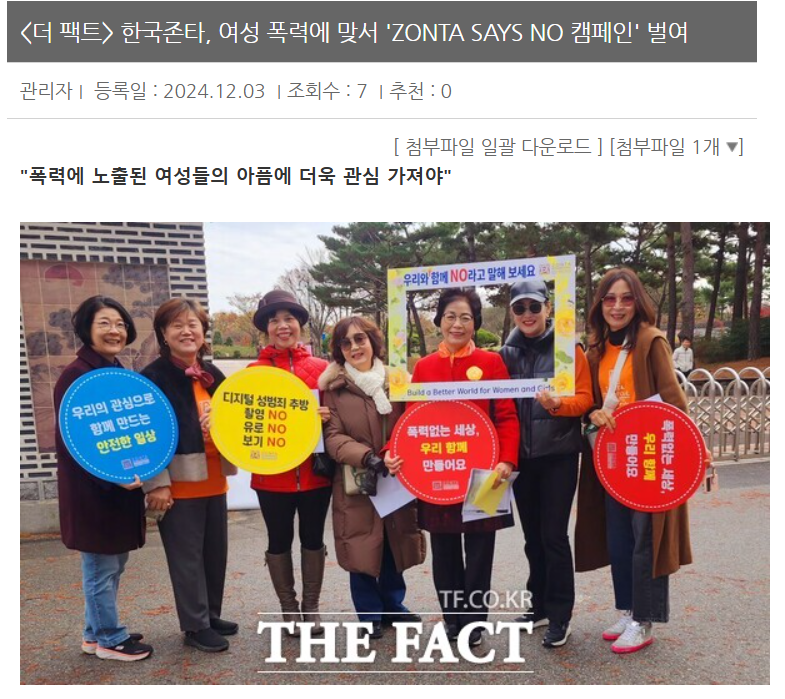 <더 팩트> 한국존타, 여성 폭력에 맞서 'ZONTA SAYS NO 캠페인' 벌여
관리자 | 등록일 : 2024.12.03 | 조회수 : 7 | 추천 : 0
[ 첨부파일 일괄 다운로드 ] [첨부파일 1개 ▼]
"폭력에 노출된 여성들의 아픔에 더욱 관심 가져야"
우리와 함께 NO라고 말해 보세요
Build a Better World for Women and Girls
우리의 관심으로
함께 만드는
안전한 일상
디지털 성범죄 추방
촬영 NO
유로 NO
보기 NO
폭력없는 세상,
우리 함께
만들어요
폭력없는 세상,
우리 함께
만들어요
TF.CO.KR
THE FACT